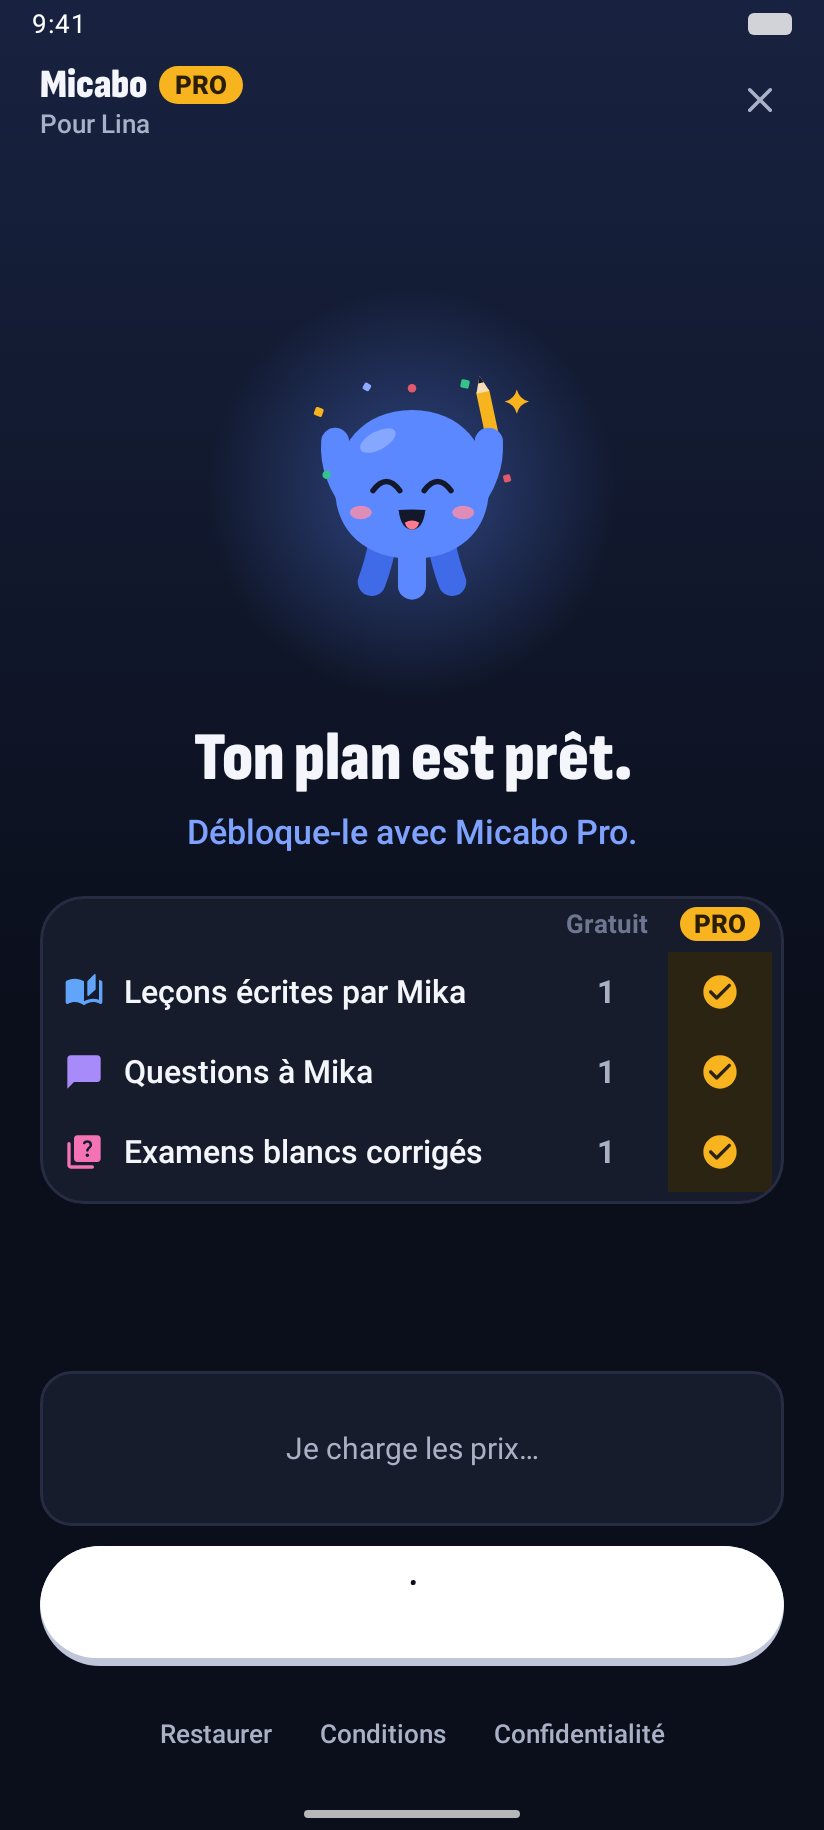 9:41
Micabo PRO
Pour Lina
Ton plan est prêt.
Débloque-le avec Micabo Pro.
Gratuit PRO
Leçons écrites par Mika 1
Questions à Mika 1
Examens blancs corrigés 1
Je charge les prix…
Restaurer Conditions Confidentialité